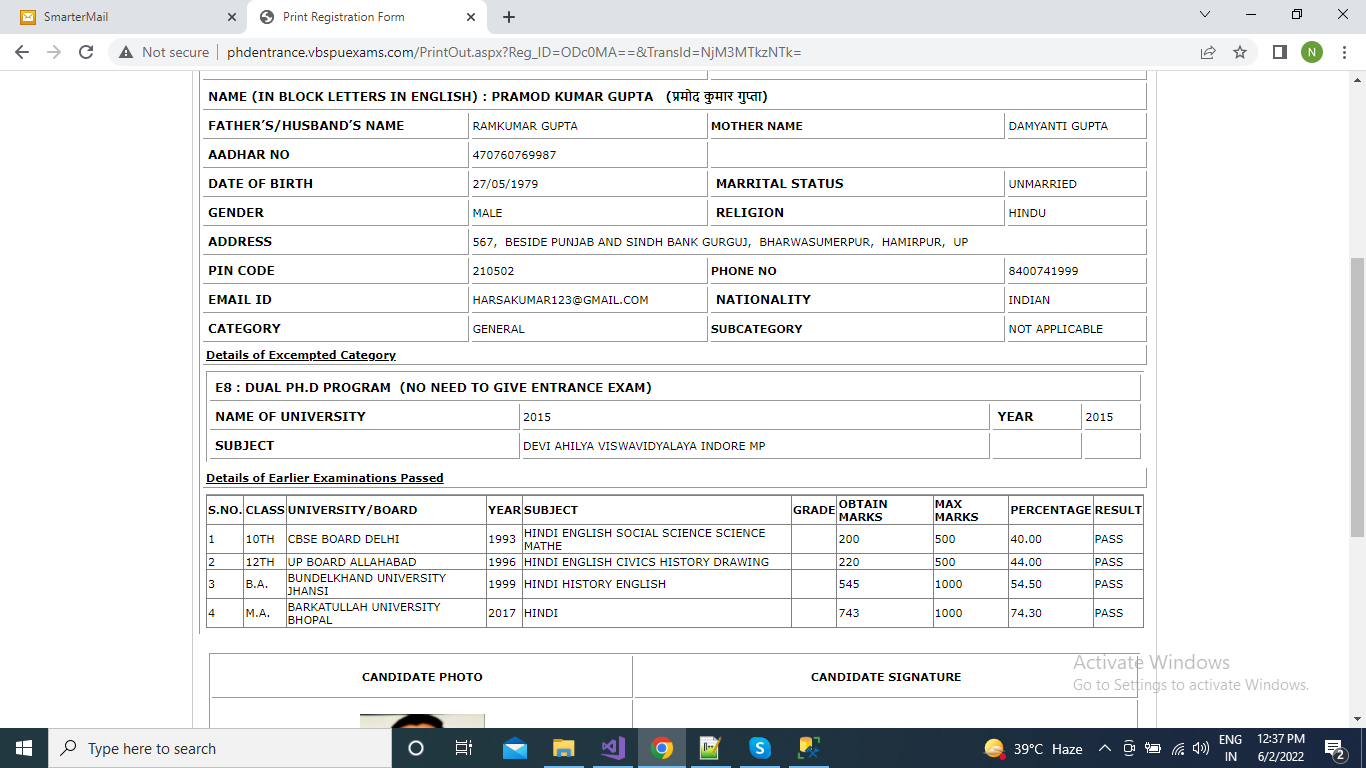 SmarterMail
Print Registration Form
Not secure
phdentrance.vbspuexams.com/PrintOut.aspx?Reg_ID=ODc0MA==&TransId=NjM3MTkzNTk=
N
NAME (IN BLOCK LETTERS IN ENGLISH) : PRAMOD KUMAR GUPTA (प्रमोद कुमार गुप्ता)
FATHER'S/HUSBAND'S NAME RAMKUMAR GUPTA MOTHER NAME DAMYANTI GUPTA
AADHAR NO 470760769987
DATE OF BIRTH 27/05/1979 MARRITAL STATUS UNMARRIED
GENDER MALE RELIGION HINDU
ADDRESS 567, BESIDE PUNJAB AND SINDH BANK GURGUJ, BHARWASUMERPUR, HAMIRPUR, UP
PIN CODE 210502 PHONE NO 8400741999
EMAIL ID HARSAKUMAR123@GMAIL.COM NATIONALITY INDIAN
CATEGORY GENERAL SUBCATEGORY NOT APPLICABLE
Details of Excempted Category
E8 : DUAL PH.D PROGRAM (NO NEED TO GIVE ENTRANCE EXAM)
NAME OF UNIVERSITY 2015 YEAR 2015
SUBJECT DEVI AHILYA VISWAVIDYALAYA INDORE MP
Details of Earlier Examinations Passed
S.NO. CLASS UNIVERSITY/BOARD YEAR SUBJECT GRADE OBTAIN MARKS MAX MARKS PERCENTAGE RESULT
1 10TH CBSE BOARD DELHI 1993 HINDI ENGLISH SOCIAL SCIENCE SCIENCE MATHE 200 500 40.00 PASS
2 12TH UP BOARD ALLAHABAD 1996 HINDI ENGLISH CIVICS HISTORY DRAWING 220 500 44.00 PASS
3 B.A. BUNDELKHAND UNIVERSITY JHANSI 1999 HINDI HISTORY ENGLISH 545 1000 54.50 PASS
4 M.A. BARKATULLAH UNIVERSITY BHOPAL 2017 HINDI 743 1000 74.30 PASS
CANDIDATE PHOTO CANDIDATE SIGNATURE
Activate Windows
Go to Settings to activate Windows.
Type here to search
39°C Haze
ENG
IN
12:37 PM
6/2/2022
2